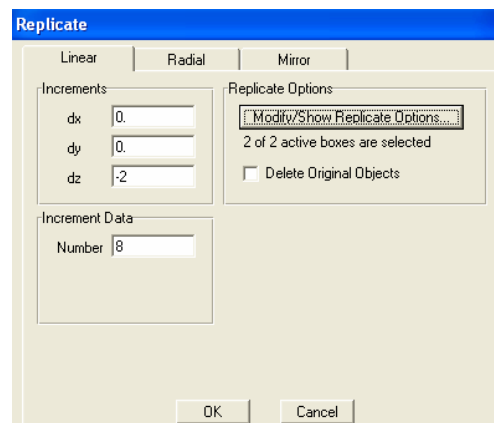 Replicate
Linear Radial Mirror
Increments
dx 0.
dy 0.
dz -2
Replicate Options
Modify/Show Replicate Options...
2 of 2 active boxes are selected
Delete Original Objects
Increment Data
Number 8
OK Cancel